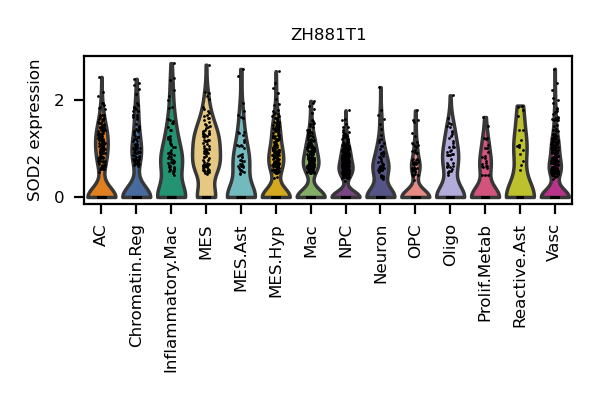 ZH881T1
SOD2 expression
2
0
AC
Chromatin.Reg
Inflammatory.Mac
MES
MES.Ast
MES.Hyp
Mac
NPC
Neuron
OPC
Oligo
Prolif.Metab
Reactive.Ast
Vasc